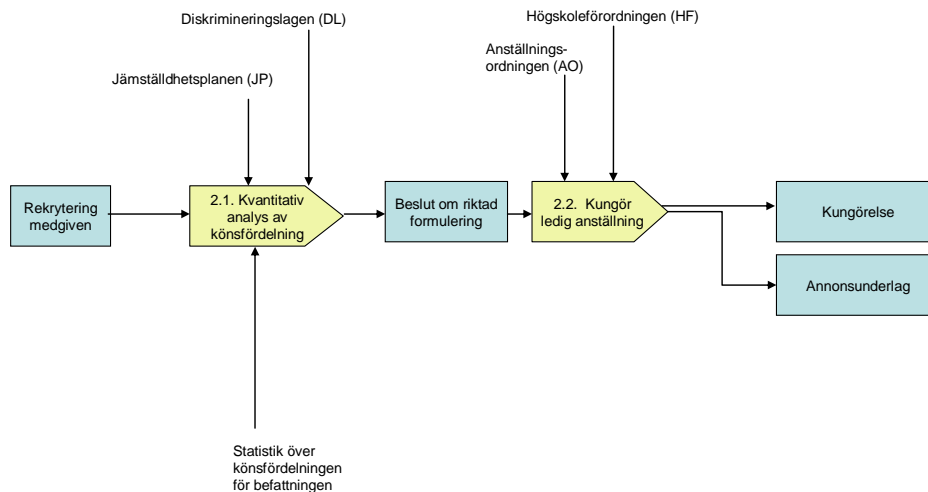 Diskrimineringslagen (DL)
Högskoleförordningen (HF)
Anställnings-
ordningen (AO)
Jämställdhetsplanen (JP)
Rekrytering
medgiven
2.1. Kvantitativ
analys av
könsfördelning
Beslut om riktad
formulering
2.2. Kungör
ledig anställning
Kungörelse
Annonsunderlag
Statistik över
könsfördelningen
för befattningen